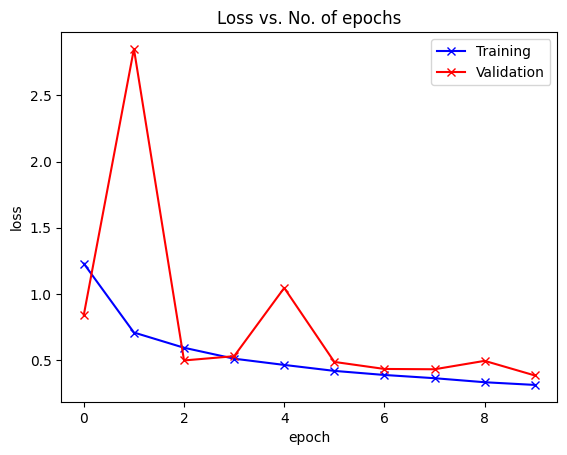 Loss vs. No. of epochs
Training
Validation
2.5
2.0
1.5
1.0
0.5
loss
0 2 4 6 8
epoch